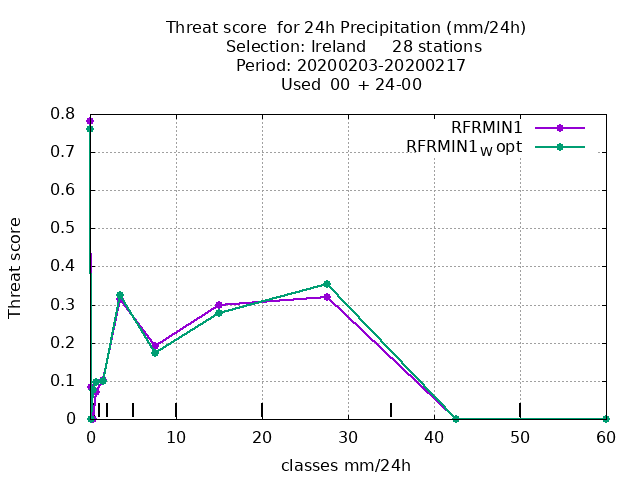 Threat score  for 24h Precipitation (mm/24h)
Selection: Ireland     28 stations
Period: 20200203-20200217
Used  00 + 24-00
RFRMIN1
RFRMIN1W opt
Threat score
0.8
0.7
0.6
0.5
0.4
0.3
0.2
0.1
0
0 10 20 30 40 50 60
classes mm/24h